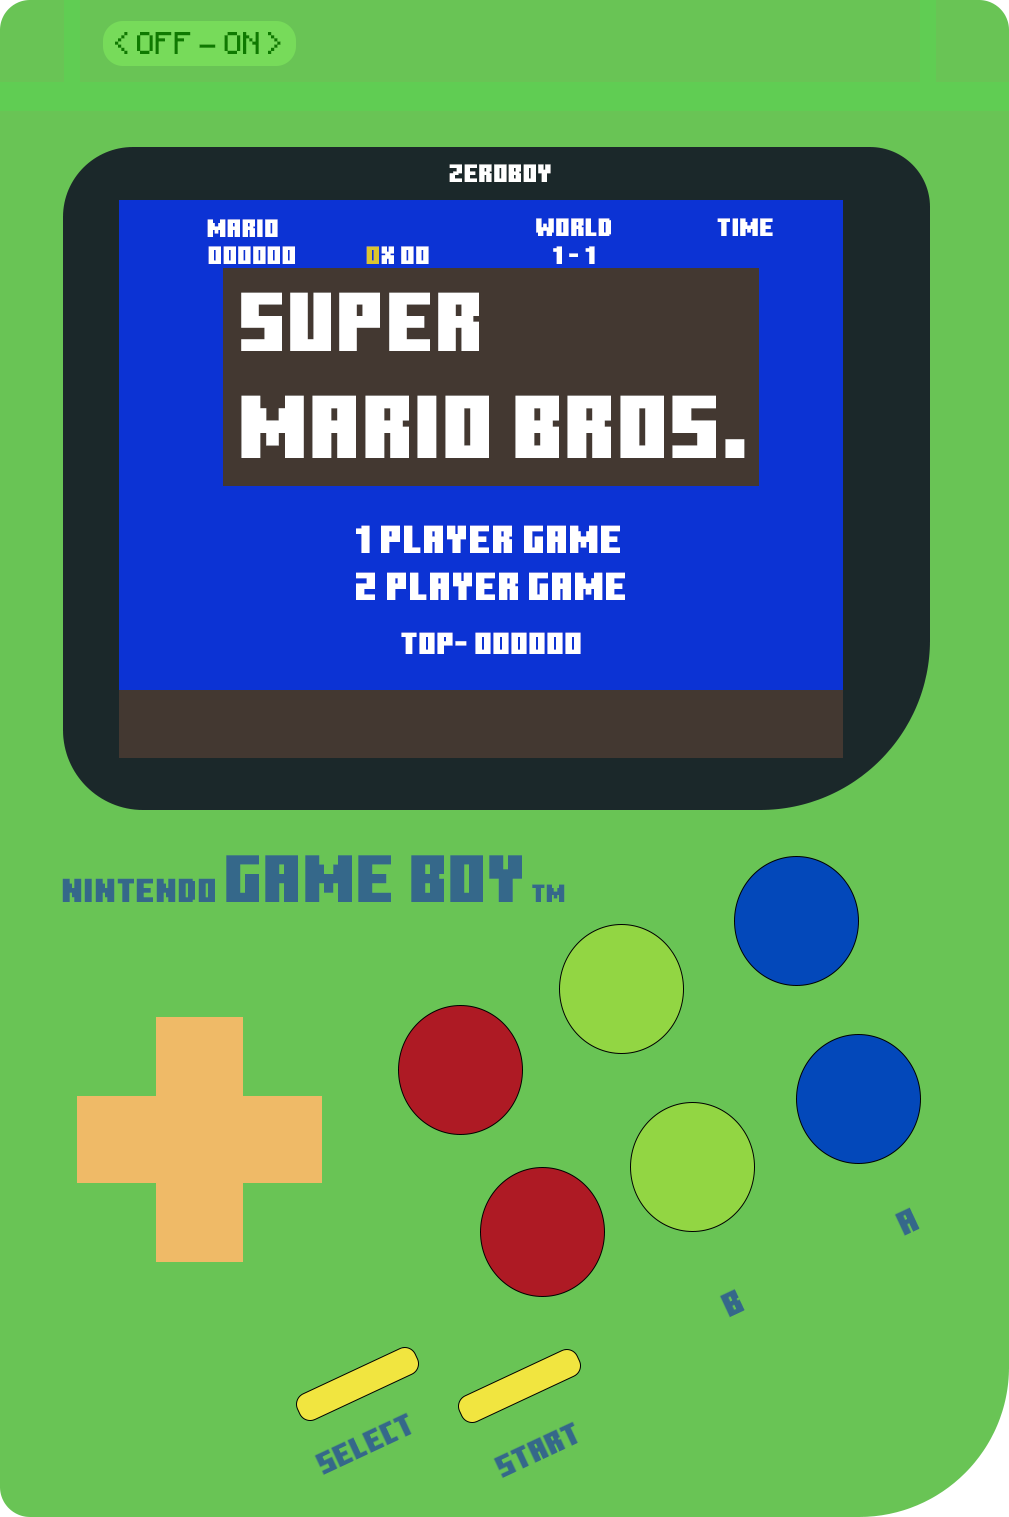 < OFF - ON >
ZEROBOY
MARIO WORLD TIME
000000 0X 00 1 - 1
SUPER
MARIO BROS.
1 PLAYER GAME
2 PLAYER GAME
TOP- 000000
NINTENDO GAME BOY TM
A
B
SELECT START